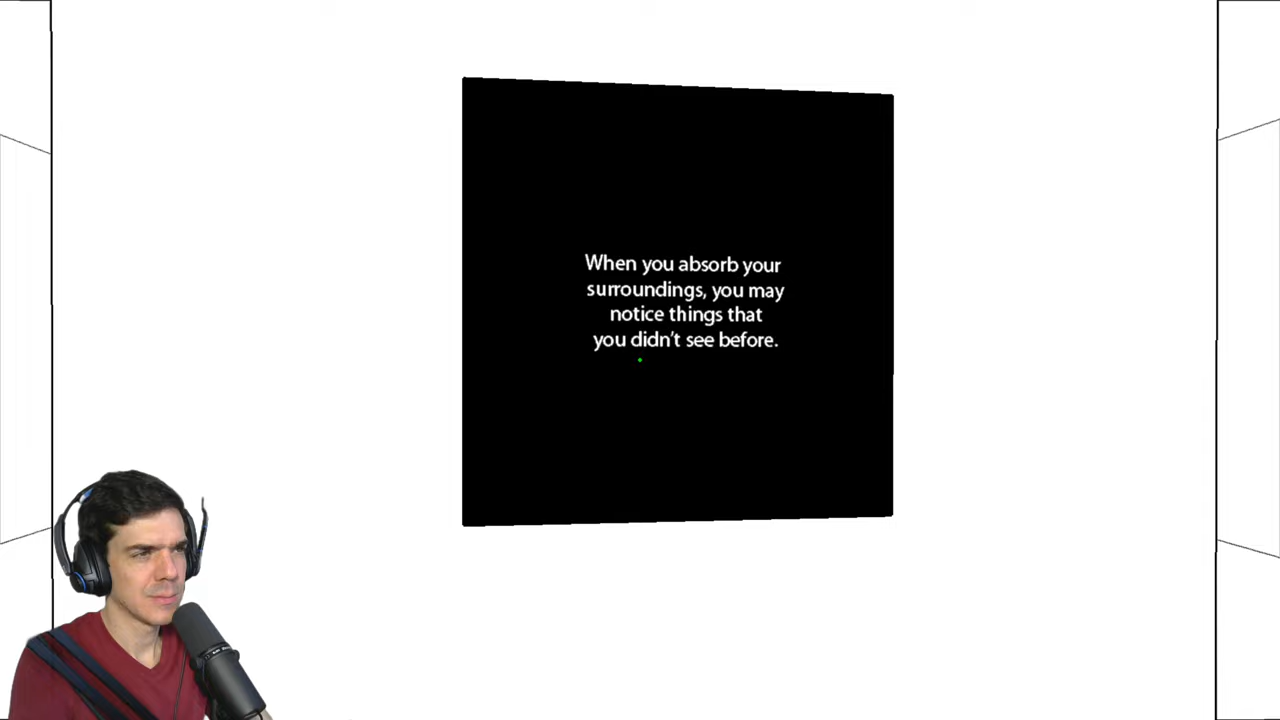 When you absorb your
surroundings, you may
notice things that
you didn't see before.